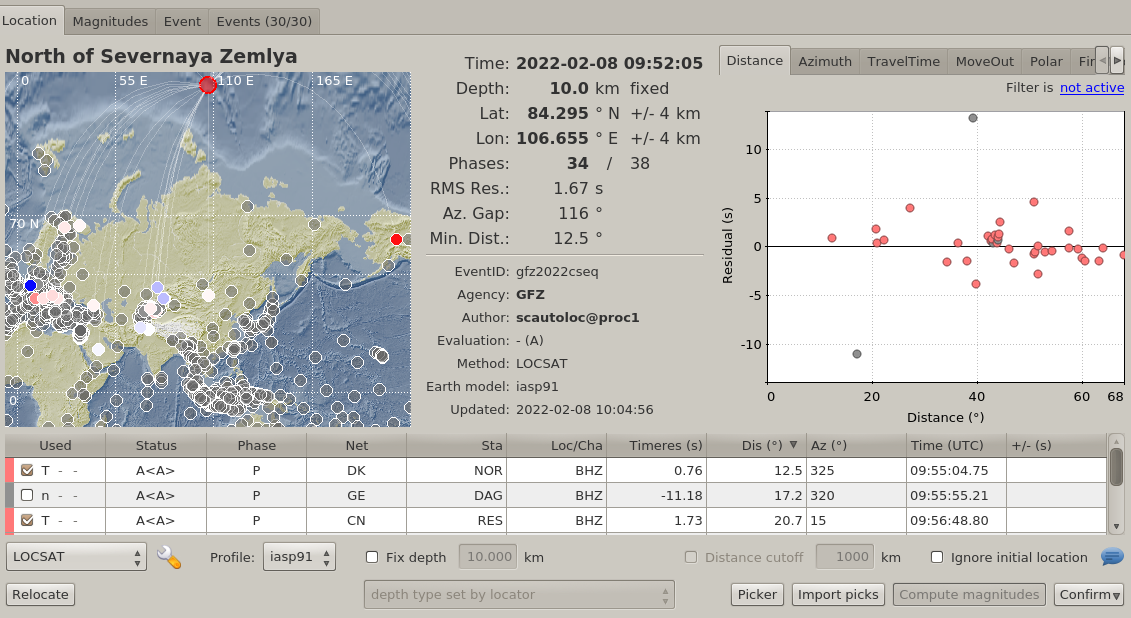 Location Magnitudes Event Events (30/30)
North of Severnaya Zemlya
0 55 E 110 E 165 E
70 N
0
Time: 2022-02-08 09:52:05
Depth: 10.0 km fixed
Lat: 84.295 ° N +/- 4 km
Lon: 106.655 ° E +/- 4 km
Phases: 34 / 38
RMS Res.: 1.67 s
Az. Gap: 116 °
Min. Dist.: 12.5 °
EventID: gfz2022cseq
Agency: GFZ
Author: scautoloc@proc1
Evaluation: - (A)
Method: LOCSAT
Earth model: iasp91
Updated: 2022-02-08 10:04:56
Distance Azimuth TravelTime MoveOut Polar
Filter is not active
Residual (s)
10
5
0
-5
-10
0 20 40 60 68
Distance (°)
Used Status Phase Net Sta Loc/Cha Timeres (s) Dis (°) Az (°) Time (UTC) +/- (s)
T - - A<A> P DK NOR BHZ 0.76 12.5 325 09:55:04.75
n - - A<A> P GE DAG BHZ -11.18 17.2 320 09:55:55.21
T - - A<A> P CN RES BHZ 1.73 20.7 15 09:56:48.80
LOCSAT Profile: iasp91 Fix depth 10.000 km Distance cutoff 1000 km Ignore initial location
Relocate depth type set by locator Picker Import picks Compute magnitudes Confirm